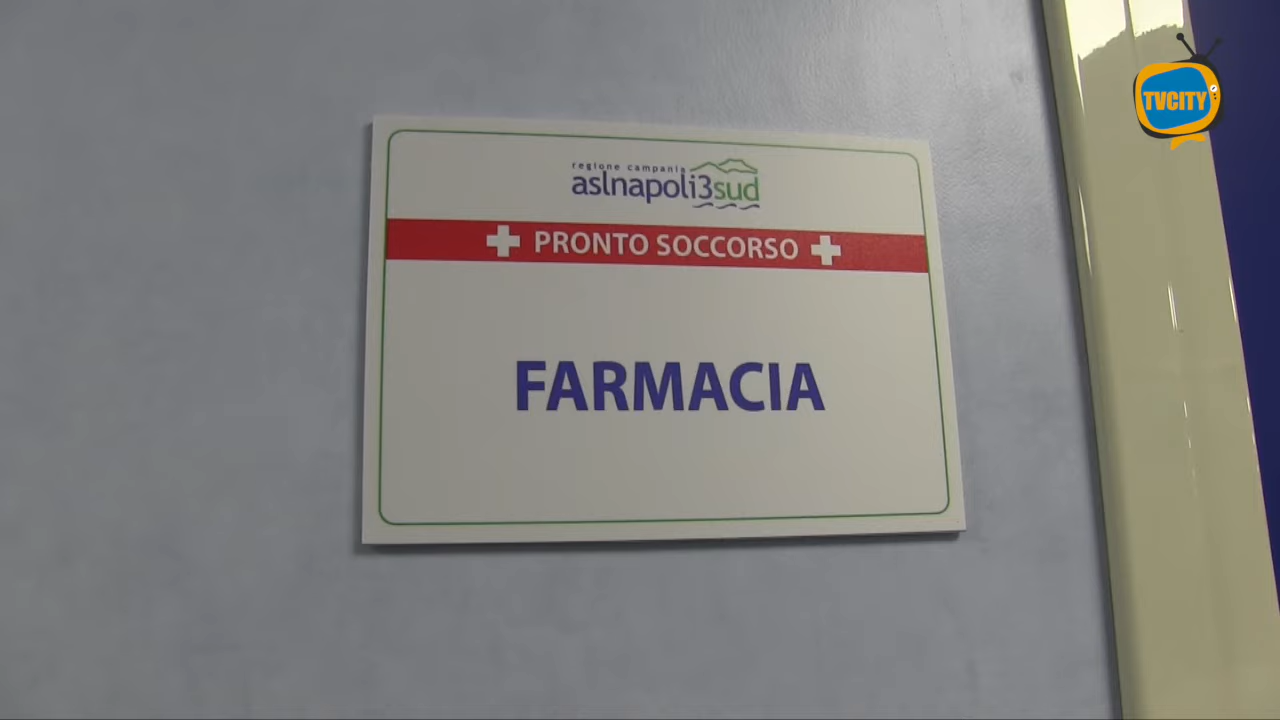 TVCITY
regione campania
aslnapoli3sud
PRONTO SOCCORSO
FARMACIA